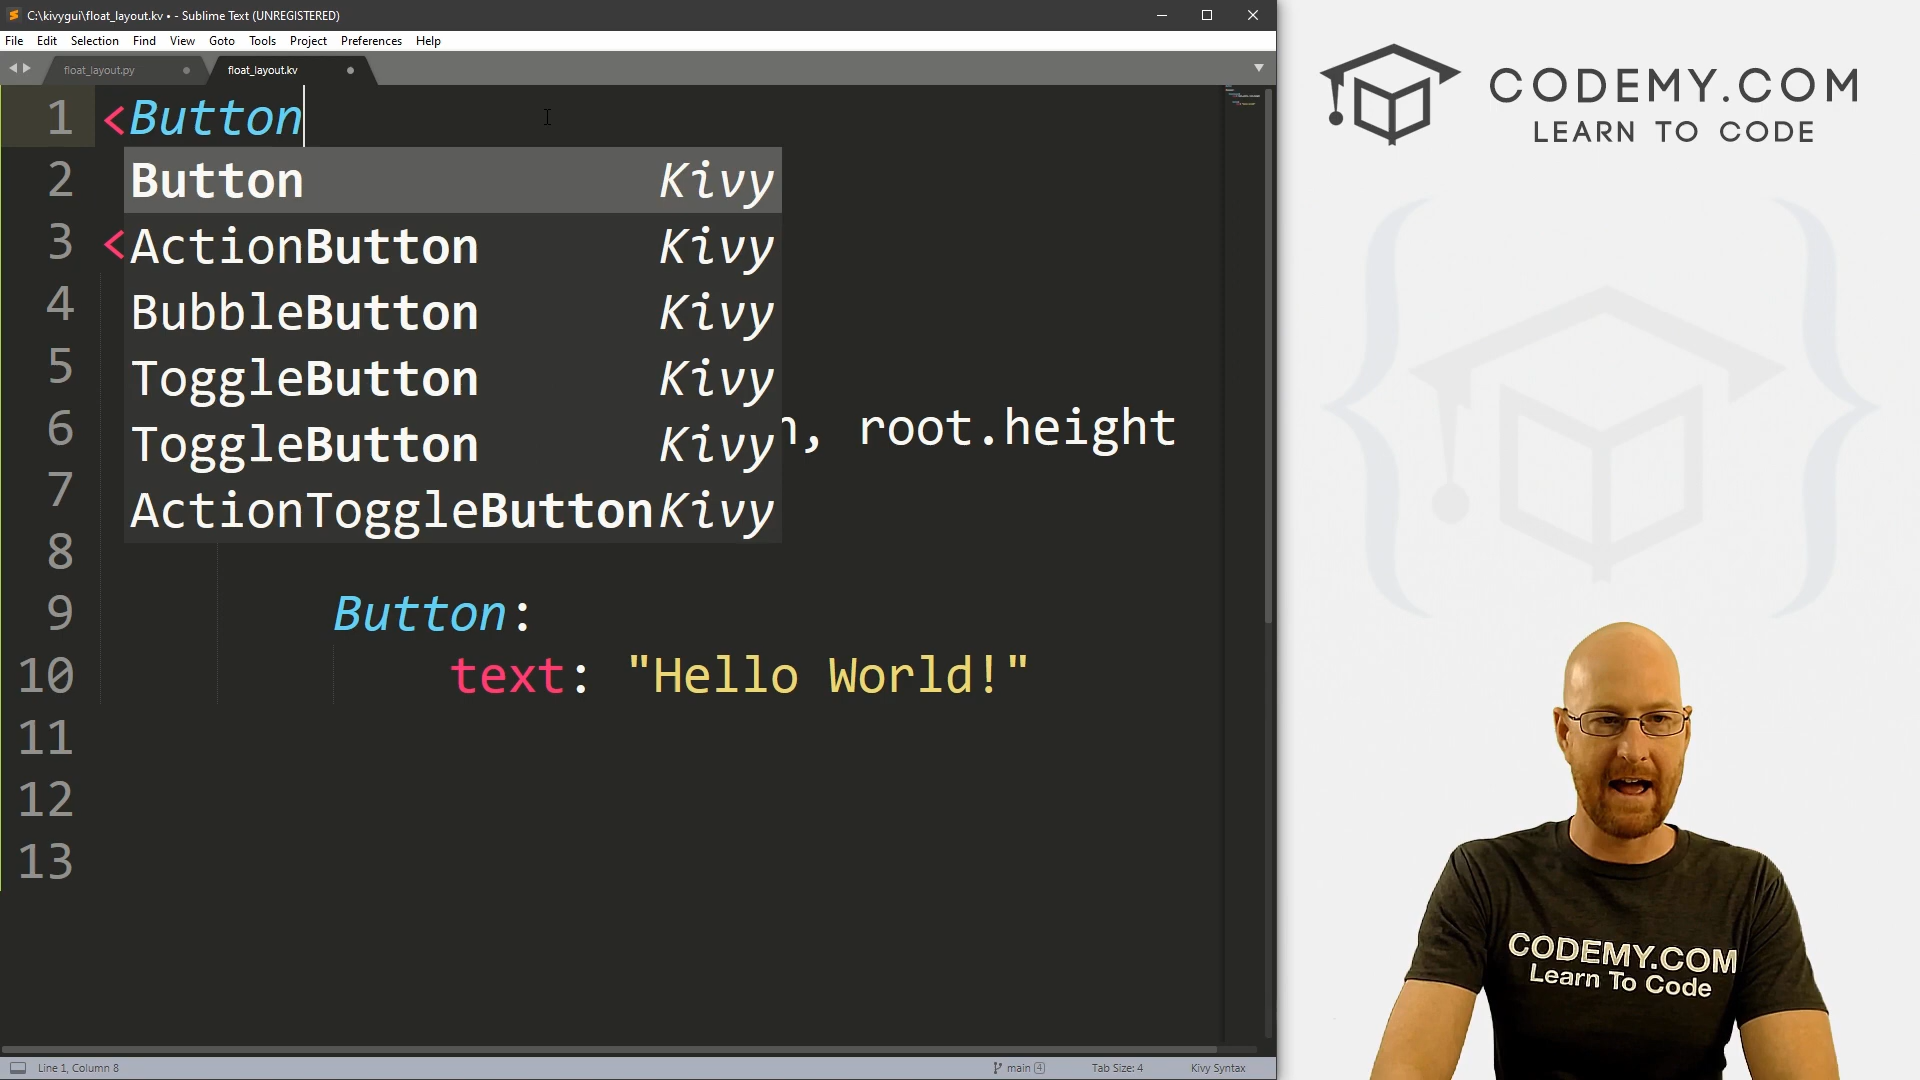 C:\kivygui\float_layout.kv • - Sublime Text (UNREGISTERED)
File Edit Selection Find View Goto Tools Project Preferences Help
float_layout.py
float_layout.kv
1 <Button
Button Kivy
ActionButton Kivy
BubbleButton Kivy
ToggleButton Kivy
ToggleButton Kivy
ActionToggleButton Kivy
2
3 <
4
5
6 n, root.height
7
8
9 Button:
10 text: "Hello World!"
11
12
13
Line 1, Column 8
main 4
Tab Size: 4
Kivy Syntax
CODEMY.COM
LEARN TO CODE
CODEMY.COM
Learn To Code